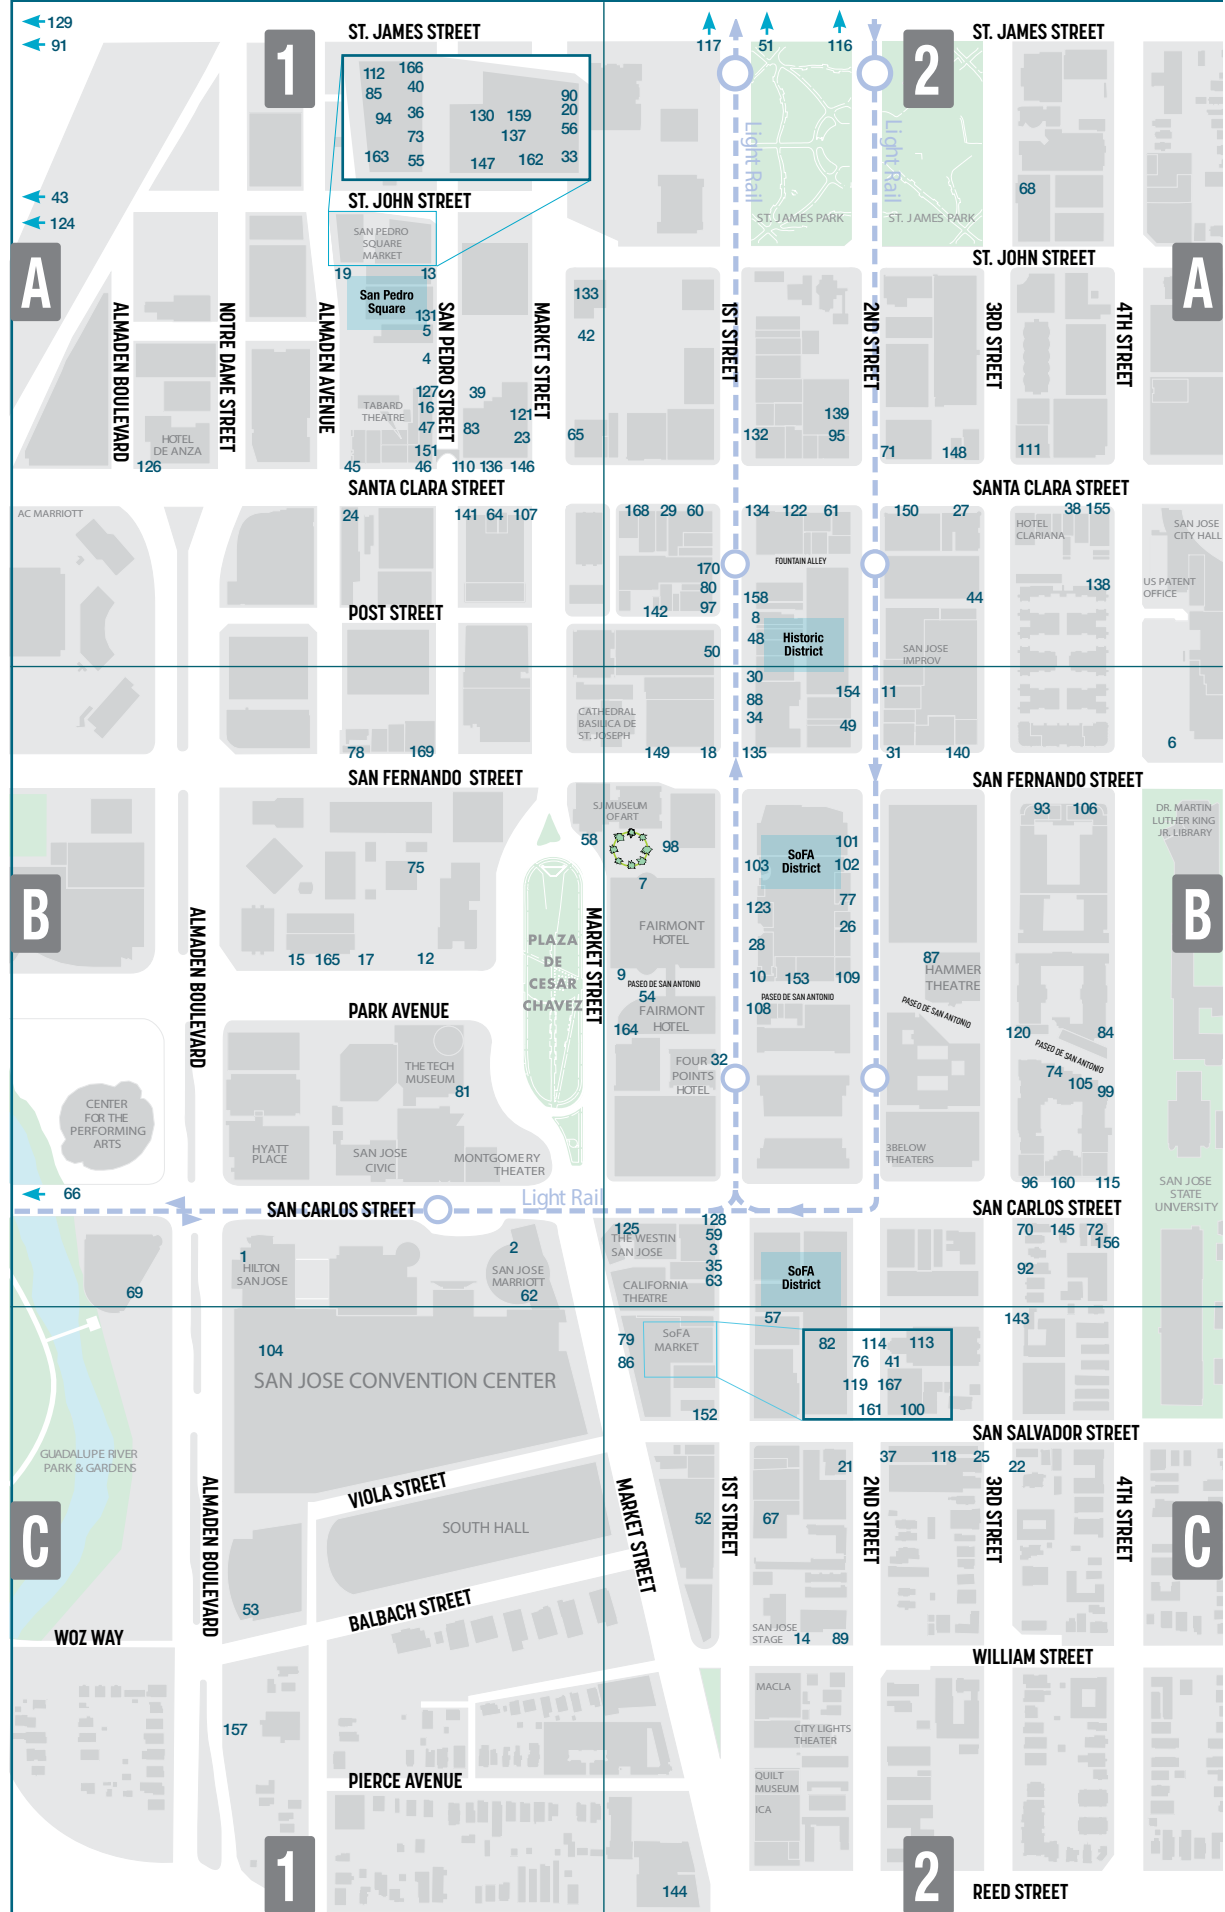 129
91
1
ST. JAMES STREET
117
51
116
2
ST. JAMES STREET
112
166
85
40
94
36
73
163
55
130
159
137
147
162
90
20
56
33
Light Rail
Light Rail
43
124
ST. JOHN STREET
68
ST. JAMES PARK
ST. JAMES PARK
SAN PEDRO
SQUARE
MARKET
ST. JOHN STREET
A
A
19
13
San Pedro
Square
131
5
4
133
42
ALMADEN BOULEVARD
NOTRE DAME STREET
ALMADEN AVENUE
SAN PEDRO STREET
MARKET STREET
1ST STREET
2ND STREET
3RD STREET
4TH STREET
127
39
16
TABARD
THEATRE
47
83
121
23
65
132
139
95
HOTEL
DE ANZA
126
45
151
46
110
136
146
71
148
111
SANTA CLARA STREET
SANTA CLARA STREET
AC MARRIOTT
24
141
64
107
168
29
60
134
122
61
150
27
HOTEL
CLARIANA
38
155
SAN JOSE
CITY HALL
FOUNTAIN ALLEY
170
80
97
142
158
8
44
138
US PATENT
OFFICE
POST STREET
48
Historic
District
50
SAN JOSE
IMPROV
30
88
34
154
11
49
CATHEDRAL
BASILICA DE
ST. JOSEPH
78
169
149
18
135
31
140
6
SAN FERNANDO STREET
SAN FERNANDO STREET
SJ MUSEUM
OF ART
58
98
7
101
SoFA
District
103
102
93
106
DR. MARTIN
LUTHER KING
JR. LIBRARY
75
B
B
ALMADEN BOULEVARD
MARKET STREET
123
77
26
28
FAIRMONT
HOTEL
PLAZA
DE
CESAR
CHAVEZ
15
165
17
12
9
PASEO DE SAN ANTONIO
54
FAIRMONT
HOTEL
164
10
153
109
PASEO DE SAN ANTONIO
108
87
HAMMER
THEATRE
PASEO DE SAN ANTONIO
PARK AVENUE
120
84
PASEO DE SAN ANTONIO
74
105
99
THE TECH
MUSEUM
81
FOUR
POINTS
HOTEL
32
CENTER
FOR THE
PERFORMING
ARTS
HYATT
PLACE
SAN JOSE
CIVIC
MONTGOMERY
THEATER
3BELOW
THEATERS
96
160
115
SAN JOSE
STATE
UNIVERSITY
66
Light Rail
SAN CARLOS STREET
SAN CARLOS STREET
125
THE WESTIN
SAN JOSE
128
59
3
35
63
CALIFORNIA
THEATRE
1
HILTON
SAN JOSE
2
SAN JOSE
MARRIOTT
62
69
SoFA
District
70
145
72
156
92
57
143
79
SoFA
MARKET
86
82
114
113
76
41
119
167
161
100
104
SAN JOSE CONVENTION CENTER
152
SAN SALVADOR STREET
GUADALUPE RIVER
PARK & GARDENS
21
37
118
25
22
VIOLA STREET
SOUTH HALL
ALMADEN BOULEVARD
MARKET STREET
1ST STREET
2ND STREET
3RD STREET
4TH STREET
52
67
C
C
53
BALBACH STREET
SAN JOSE
STAGE
14
89
WOZ WAY
WILLIAM STREET
MACLA
157
CITY LIGHTS
THEATER
PIERCE AVENUE
QUILT
MUSEUM
ICA
1
2
144
REED STREET